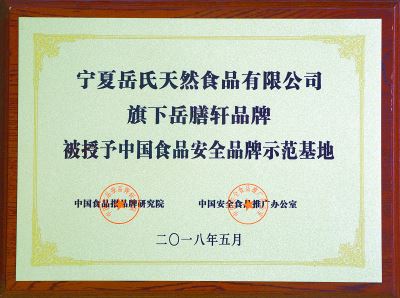 宁夏岳氏天然食品有限公司
旗下岳膳轩品牌
被授予中国食品安全品牌示范基地
中国食品报品牌研究院 中国安全食品推广办公室
二〇一八年五月